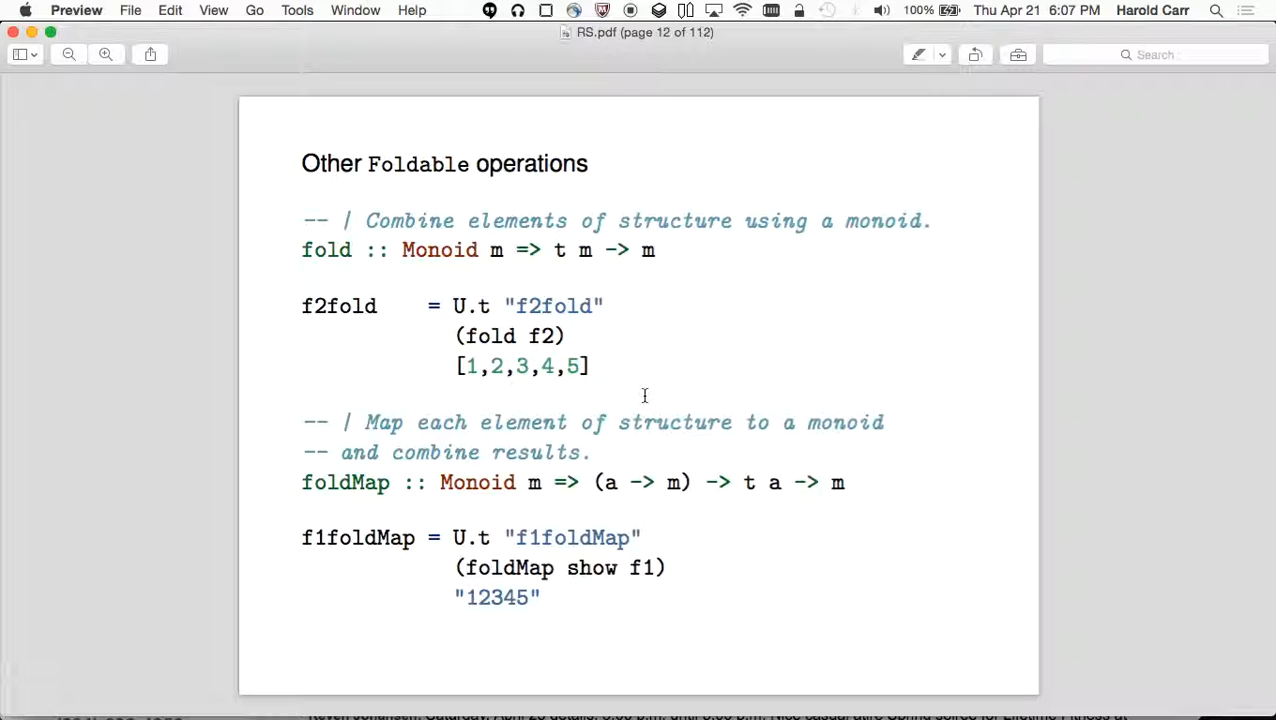 Preview File Edit View Go Tools Window Help 100% Thu Apr 21 6:07 PM Harold Carr
RS.pdf (page 12 of 112)
Search
Other Foldable operations
-- | Combine elements of structure using a monoid.
fold :: Monoid m => t m -> m
f2fold = U.t "f2fold"
(fold f2)
[1,2,3,4,5]
-- | Map each element of structure to a monoid
-- and combine results.
foldMap :: Monoid m => (a -> m) -> t a -> m
f1foldMap = U.t "f1foldMap"
(foldMap show f1)
"12345"